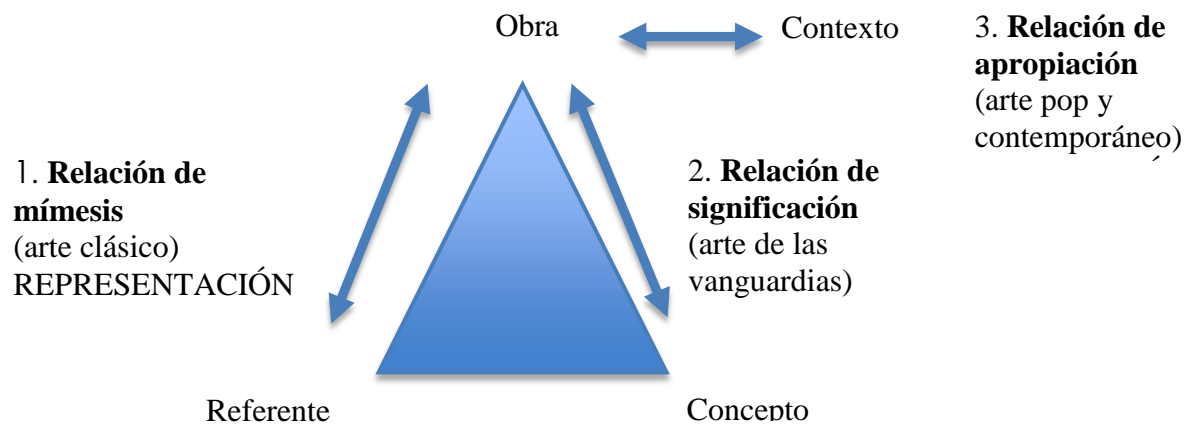 Obra
Contexto
3. Relación de
apropiación
(arte pop y
contemporáneo)
1. Relación de
mímesis
(arte clásico)
REPRESENTACIÓN
2. Relación de
significación
(arte de las
vanguardias)
Referente
Concepto